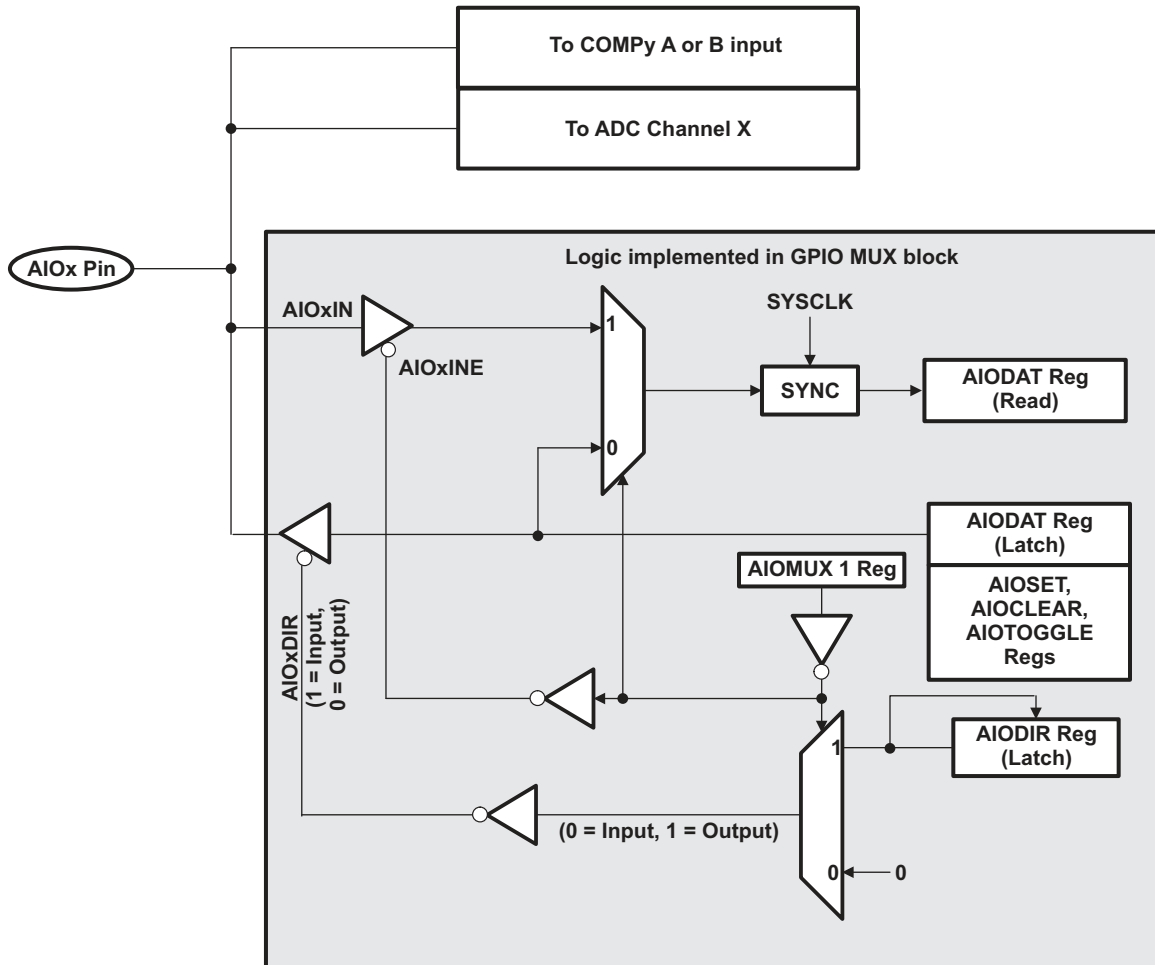 To COMPy A or B input
To ADC Channel X
Logic implemented in GPIO MUX block
AIOx Pin
SYSCLK
AIOxIN
1
AIOxINE
SYNC
AIODAT Reg
(Read)
0
AIODAT Reg
(Latch)
AIOMUX 1 Reg
AIOSET,
AIOCLEAR,
AIOTOGGLE
Regs
AIOxDIR
(1 = Input,
0 = Output)
1
AIODIR Reg
(Latch)
(0 = Input, 1 = Output)
0
0